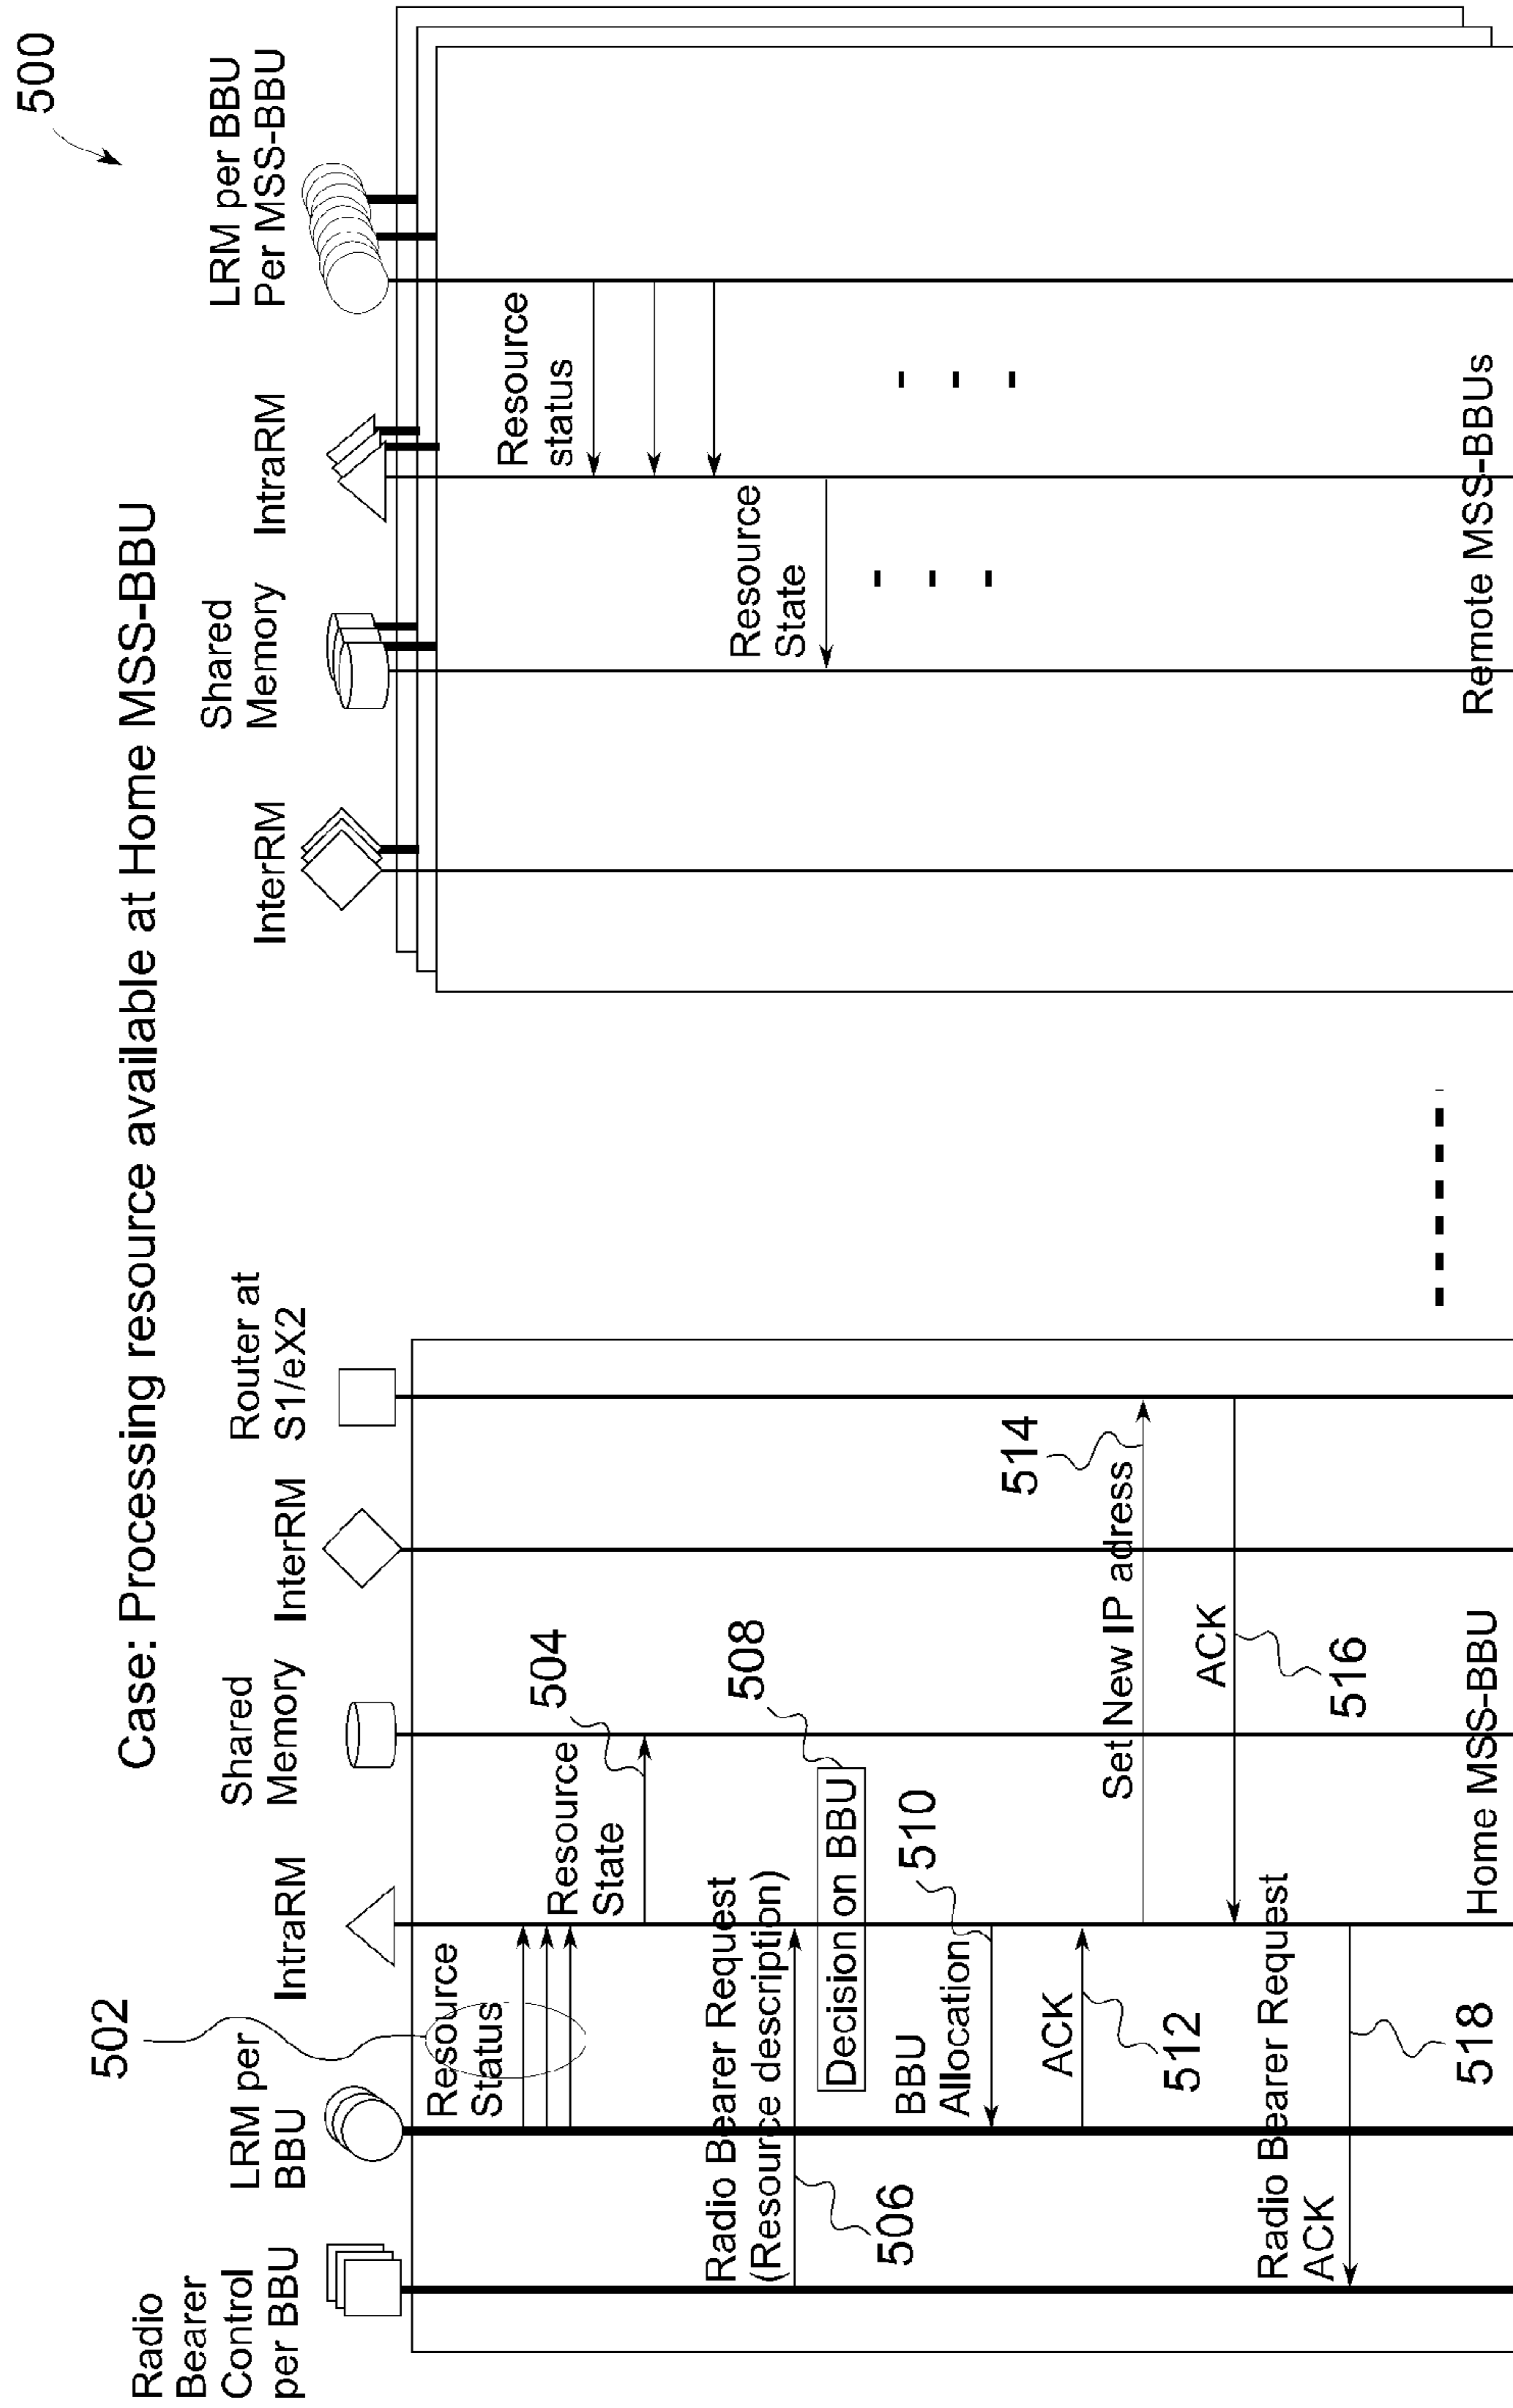 500
Case: Processing resource available at Home MSS-BBU
Radio
Bearer
Control
per BBU
LRM per
BBU
IntraRM
Shared
Memory
InterRM
Router at
S1/eX2
InterRM
Shared
Memory
IntraRM
LRM per BBU
Per MSS-BBU
502
Resource
Status
Resource
State
504
Radio Bearer Request
(Resource description)
506
Decision on BBU
508
BBU
Allocation
510
ACK
512
Set New IP adress
514
ACK
516
Radio Bearer Request
ACK
518
Home MSS-BBU
Resource
status
Resource
State
Remote MSS-BBUs